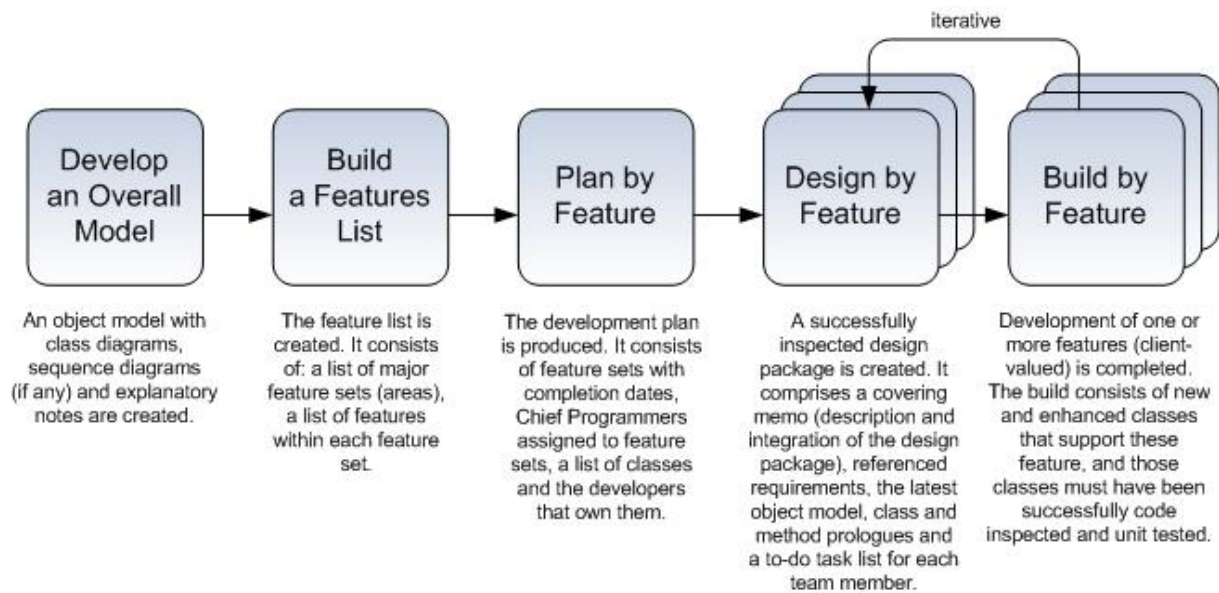 iterative
Develop
an Overall
Model
Build
a Features
List
Plan by
Feature
Design by
Feature
Build by
Feature
An object model with
class diagrams,
sequence diagrams
(if any) and explanatory
notes are created.
The feature list is
created. It consists
of: a list of major
feature sets (areas),
a list of features
within each feature
set.
The development plan
is produced. It consists
of feature sets with
completion dates,
Chief Programmers
assigned to feature
sets, a list of classes
and the developers
that own them.
A successfully
inspected design
package is created. It
comprises a covering
memo (description and
integration of the design
package), referenced
requirements, the latest
object model, class and
method prologues and
a to-do task list for each
team member.
Development of one or
more features (client-
valued) is completed.
The build consists of new
and enhanced classes
that support these
feature, and those
classes must have been
successfully code
inspected and unit tested.